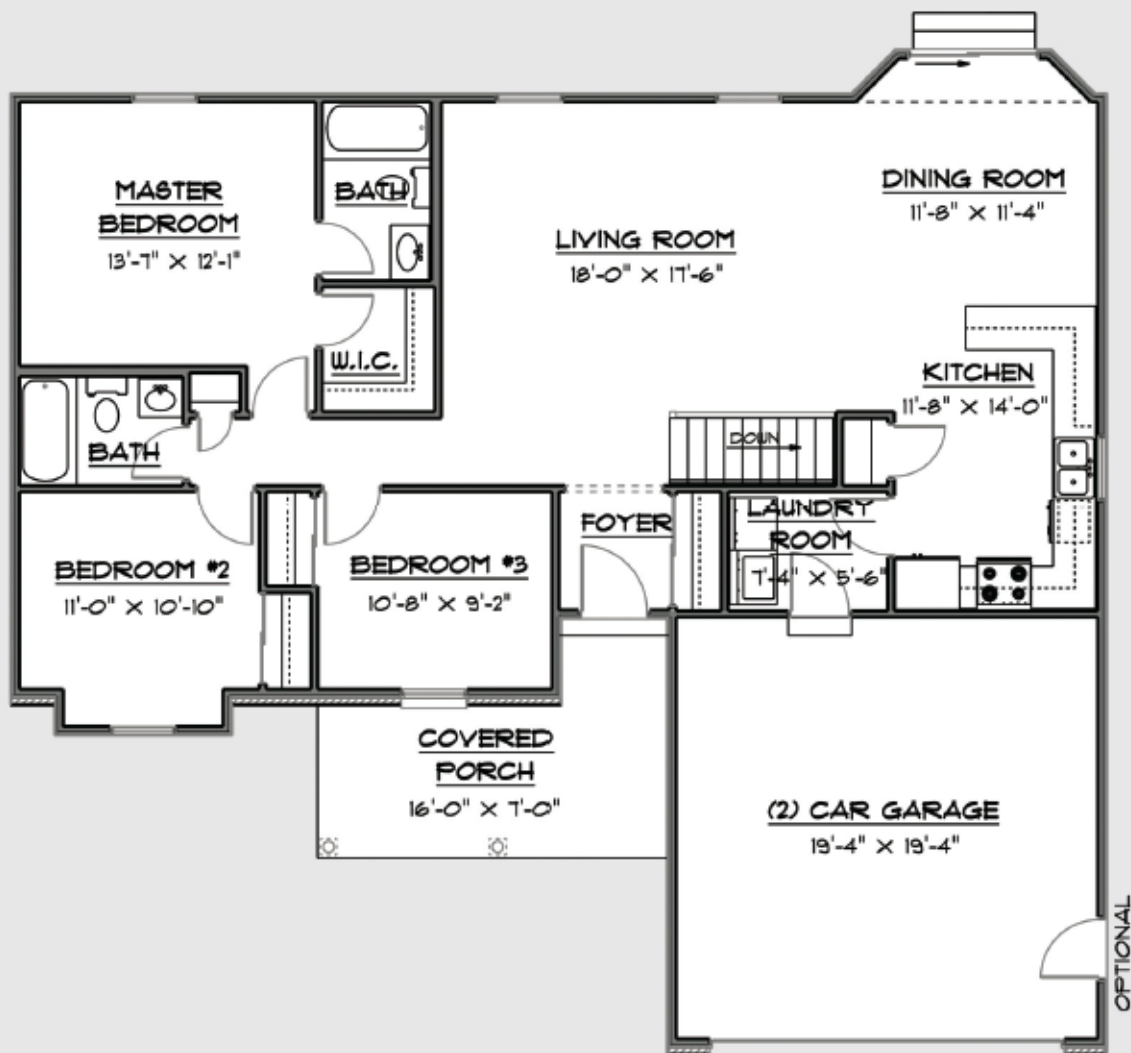 MASTER
BEDROOM
13'-7" X 12'-1"
BATH
LIVING ROOM
18'-0" X 17'-6"
DINING ROOM
11'-8" X 11'-4"
W.I.C.
KITCHEN
11'-8" X 14'-0"
BATH
DOWN
BEDROOM #2
11'-0" X 10'-10"
BEDROOM #3
10'-8" X 9'-2"
FOYER
LAUNDRY
ROOM
7'-4" X 5'-6"
COVERED
PORCH
16'-0" X 7'-0"
(2) CAR GARAGE
19'-4" X 19'-4"
OPTIONAL